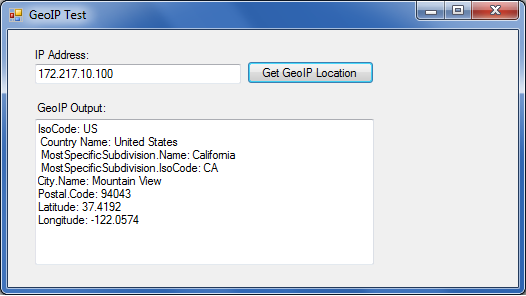 GeoIP Test
IP Address:
172.217.10.100
Get GeoIP Location
GeoIP Output:
IsoCode: US
Country Name: United States
MostSpecificSubdivision.Name: California
MostSpecificSubdivision.IsoCode: CA
City.Name: Mountain View
Postal.Code: 94043
Latitude: 37.4192
Longitude: -122.0574